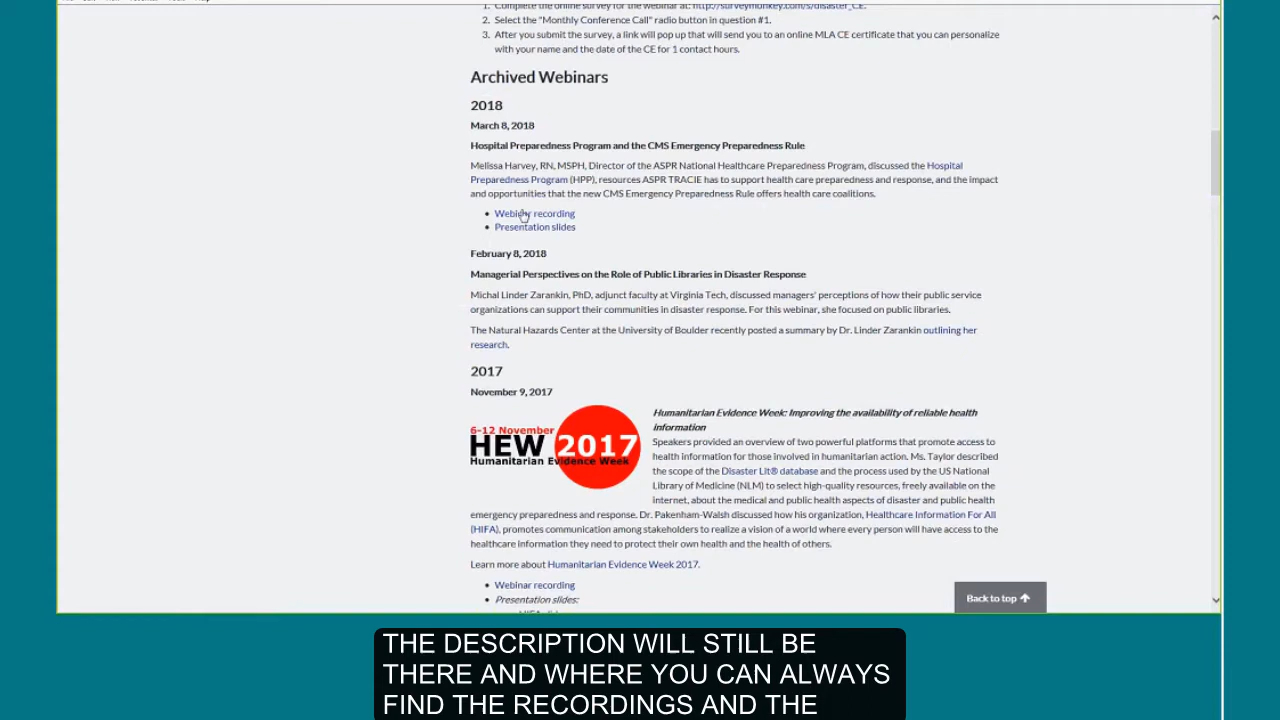 1. Complete the online survey for the webinar at: http://surveymonkey.com/s/disaster_CE.
2. Select the "Monthly Conference Call" radio button in question #1.
3. After you submit the survey, a link will pop up that will send you to an online MLA CE certificate that you can personalize
with your name and the date of the CE for 1 contact hours.
Archived Webinars
2018
March 8, 2018
Hospital Preparedness Program and the CMS Emergency Preparedness Rule
Melissa Harvey, RN, MSPH, Director of the ASPR National Healthcare Preparedness Program, discussed the Hospital
Preparedness Program (HPP), resources ASPR TRACIE has to support health care preparedness and response, and the impact
and opportunities that the new CMS Emergency Preparedness Rule offers health care coalitions.
• Webinar recording
• Presentation slides
February 8, 2018
Managerial Perspectives on the Role of Public Libraries in Disaster Response
Michal Linder Zarankin, PhD, adjunct faculty at Virginia Tech, discussed managers' perceptions of how their public service
organizations can support their communities in disaster response. For this webinar, she focused on public libraries.
The Natural Hazards Center at the University of Boulder recently posted a summary by Dr. Linder Zarankin outlining her
research.
2017
November 9, 2017
6-12 November
HEW 2017
Humanitarian Evidence Week
Humanitarian Evidence Week: Improving the availability of reliable health
information
Speakers provided an overview of two powerful platforms that promote access to
health information for those involved in humanitarian action. Ms. Taylor described
the scope of the Disaster Lit® database and the process used by the US National
Library of Medicine (NLM) to select high-quality resources, freely available on the
internet, about the medical and public health aspects of disaster and public health
emergency preparedness and response. Dr. Pakenham-Walsh discussed how his organization, Healthcare Information For All
(HIFA), promotes communication among stakeholders to realize a vision of a world where every person will have access to the
healthcare information they need to protect their own health and the health of others.
Learn more about Humanitarian Evidence Week 2017.
• Webinar recording
• Presentation slides:
Back to top
THE DESCRIPTION WILL STILL BE
THERE AND WHERE YOU CAN ALWAYS
FIND THE RECORDINGS AND THE